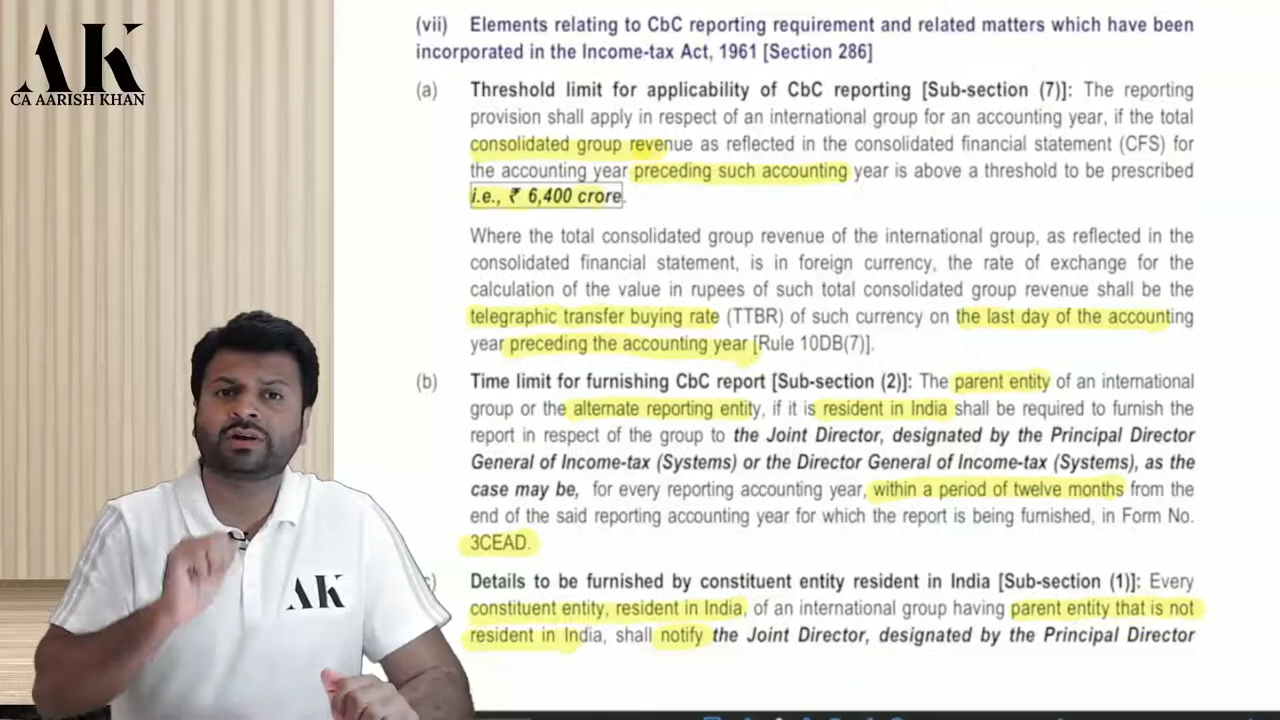 AK
CA AARISH KHAN
(vii) Elements relating to CbC reporting requirement and related matters which have been
incorporated in the Income-tax Act, 1961 [Section 286]
(a) Threshold limit for applicability of CbC reporting [Sub-section (7)]: The reporting
provision shall apply in respect of an international group for an accounting year, if the total
consolidated group revenue as reflected in the consolidated financial statement (CFS) for
the accounting year preceding such accounting year is above a threshold to be prescribed
i.e., ₹ 6,400 crore.
Where the total consolidated group revenue of the international group, as reflected in the
consolidated financial statement, is in foreign currency, the rate of exchange for the
calculation of the value in rupees of such total consolidated group revenue shall be the
telegraphic transfer buying rate (TTBR) of such currency on the last day of the accounting
year preceding the accounting year [Rule 10DB(7)].
(b) Time limit for furnishing CbC report [Sub-section (2)]: The parent entity of an international
group or the alternate reporting entity, if it is resident in India shall be required to furnish the
report in respect of the group to the Joint Director, designated by the Principal Director
General of Income-tax (Systems) or the Director General of Income-tax (Systems), as the
case may be, for every reporting accounting year, within a period of twelve months from the
end of the said reporting accounting year for which the report is being furnished, in Form No.
3CEAD.
Details to be furnished by constituent entity resident in India [Sub-section (1)]: Every
constituent entity, resident in India, of an international group having parent entity that is not
resident in India, shall notify the Joint Director, designated by the Principal Director
AK